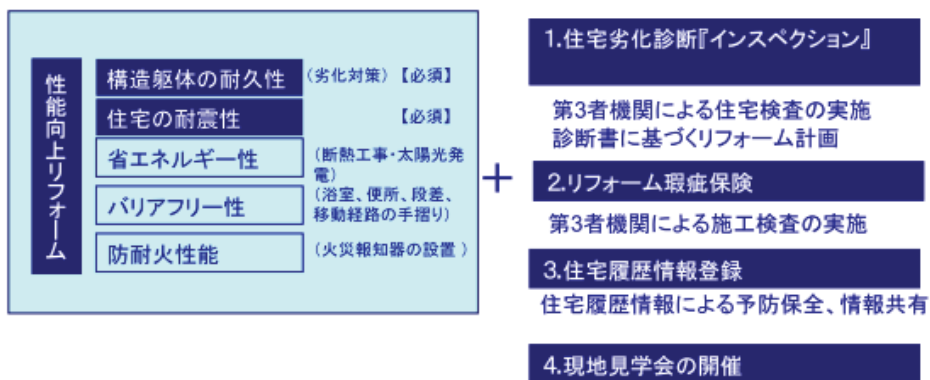 性能向上リフォーム
構造躯体の耐久性
(劣化対策)【必須】
住宅の耐震性
【必須】
省エネルギー性
(断熱工事・太陽光発
電)
バリアフリー性
(浴室、便所、段差、
移動経路の手摺り)
防耐火性能
(火災報知器の設置 )
+
1.住宅劣化診断『インスペクション』
第3者機関による住宅検査の実施
診断書に基づくリフォーム計画
2.リフォーム瑕疵保険
第3者機関による施工検査の実施
3.住宅履歴情報登録
住宅履歴情報による予防保全、情報共有
4.現地見学会の開催